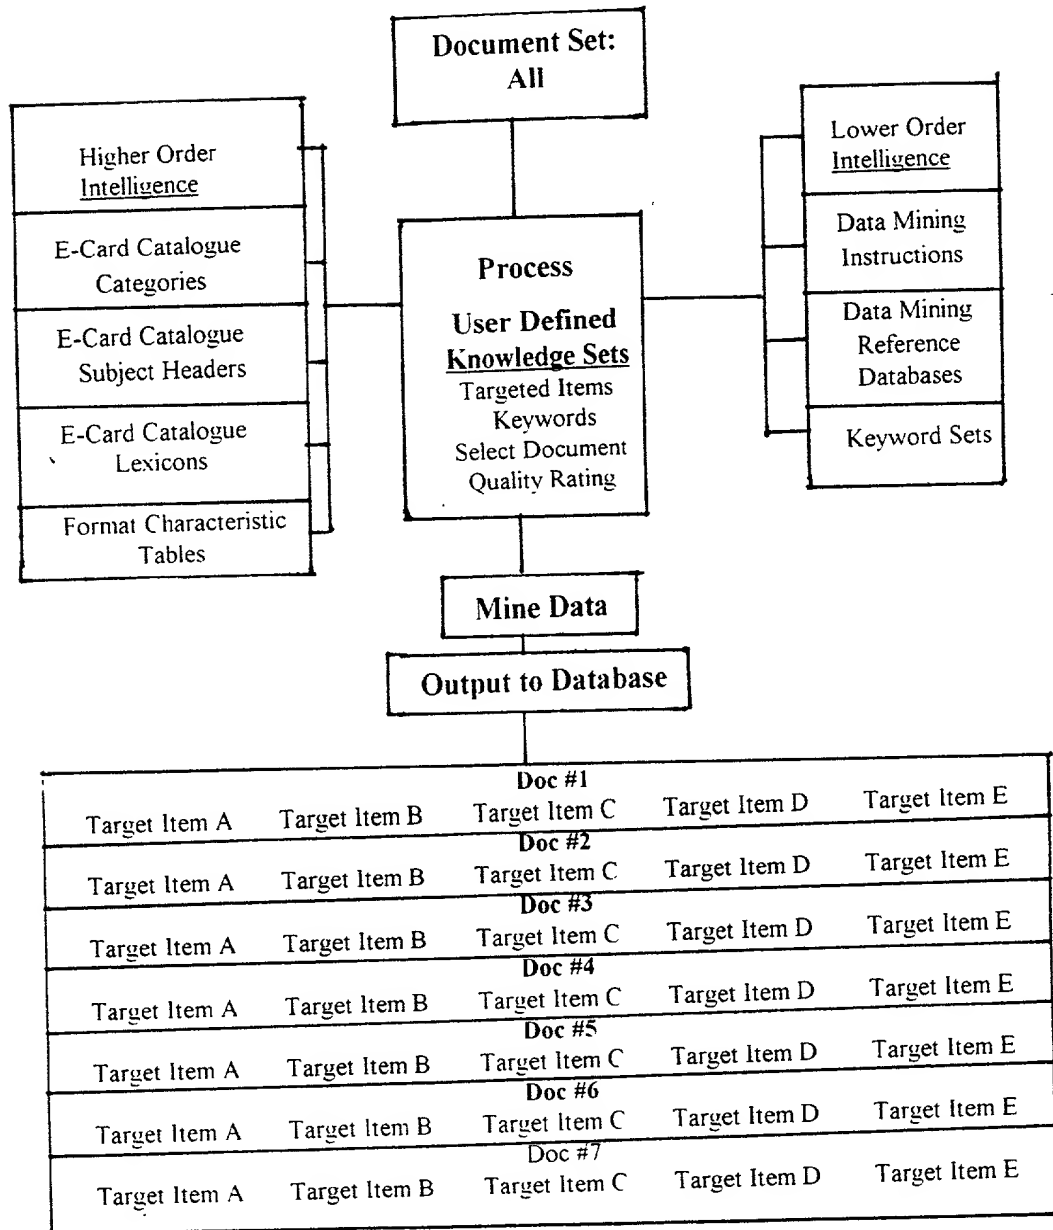 Document Set:
All
Higher Order
Intelligence
E-Card Catalogue
Categories
E-Card Catalogue
Subject Headers
E-Card Catalogue
Lexicons
Format Characteristic
Tables
Process
User Defined
Knowledge Sets
Targeted Items
Keywords
Select Document
Quality Rating
Lower Order
Intelligence
Data Mining
Instructions
Data Mining
Reference
Databases
Keyword Sets
Mine Data
Output to Database
Doc #1
Target Item A Target Item B Target Item C Target Item D Target Item E
Doc #2
Target Item A Target Item B Target Item C Target Item D Target Item E
Doc #3
Target Item A Target Item B Target Item C Target Item D Target Item E
Doc #4
Target Item A Target Item B Target Item C Target Item D Target Item E
Doc #5
Target Item A Target Item B Target Item C Target Item D Target Item E
Doc #6
Target Item A Target Item B Target Item C Target Item D Target Item E
Doc #7
Target Item A Target Item B Target Item C Target Item D Target Item E